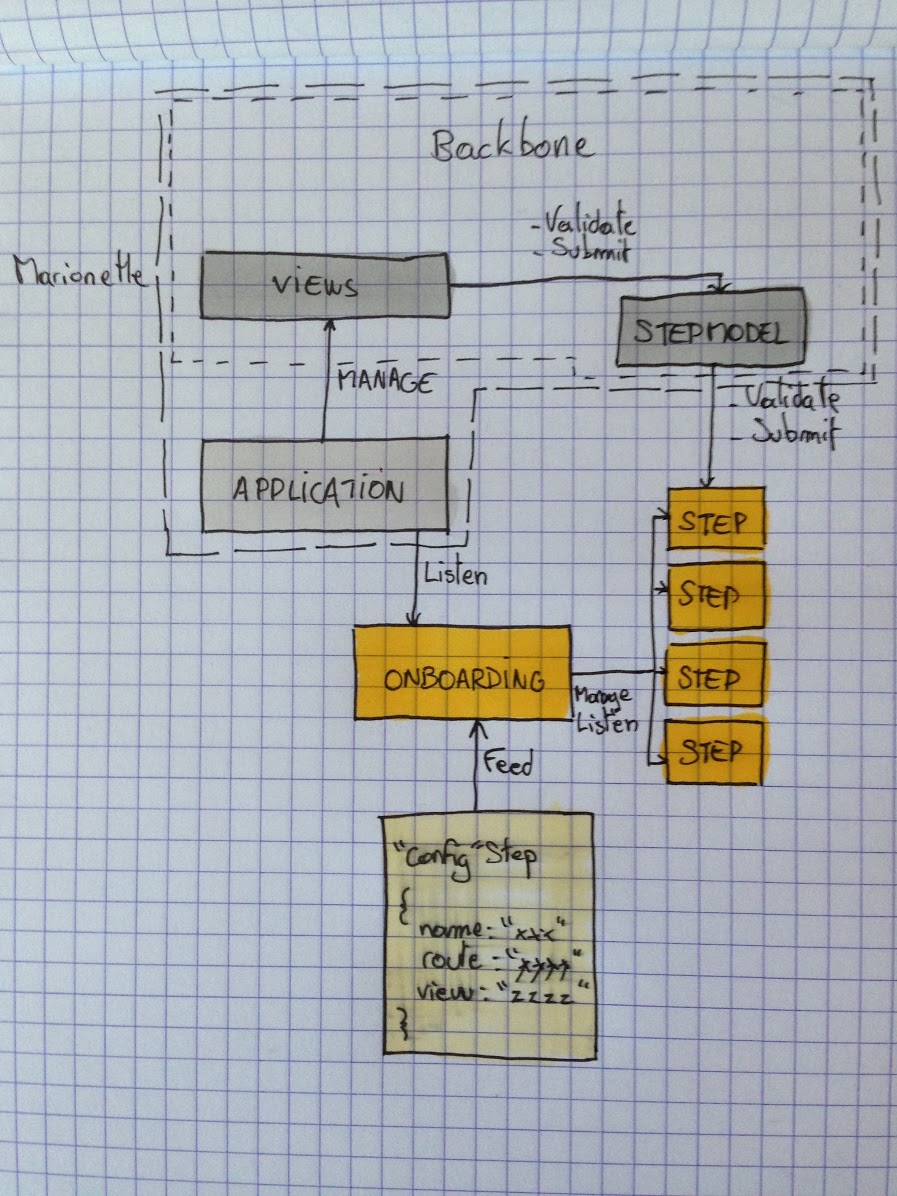 Backbone
- Validate
- Submit
Marionette
VIEWS
STEPMODEL
MANAGE
- Validate
- Submit
APPLICATION
STEP
Listen
STEP
ONBOARDING
STEP
Manage
Listen
STEP
Feed
"Config" Step
{
name: "xxx"
route: "yyyy"
view: "zzzz"
}